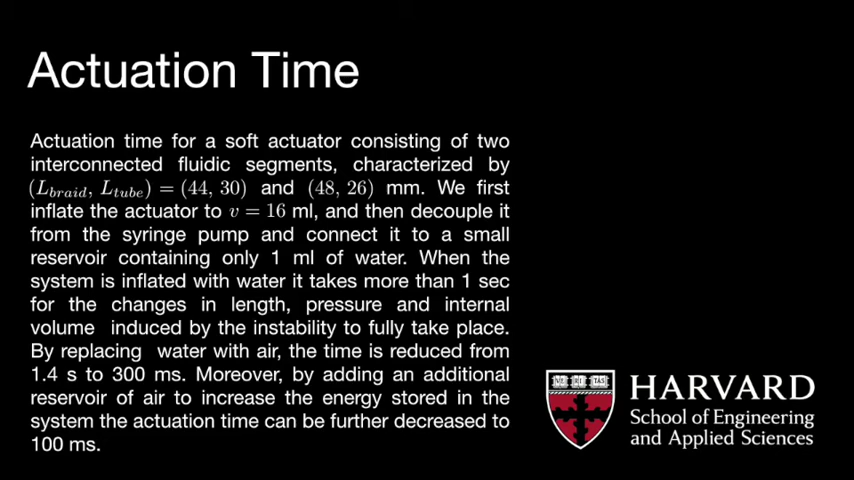 Actuation Time
Actuation time for a soft actuator consisting of two
interconnected fluidic segments, characterized by
(L_braid, L_tube) = (44, 30) and (48, 26) mm. We first
inflate the actuator to v = 16 ml, and then decouple it
from the syringe pump and connect it to a small
reservoir containing only 1 ml of water. When the
system is inflated with water it takes more than 1 sec
for the changes in length, pressure and internal
volume induced by the instability to fully take place.
By replacing water with air, the time is reduced from
1.4 s to 300 ms. Moreover, by adding an additional
reservoir of air to increase the energy stored in the
system the actuation time can be further decreased to
100 ms.
VE RI TAS
HARVARD
School of Engineering
and Applied Sciences